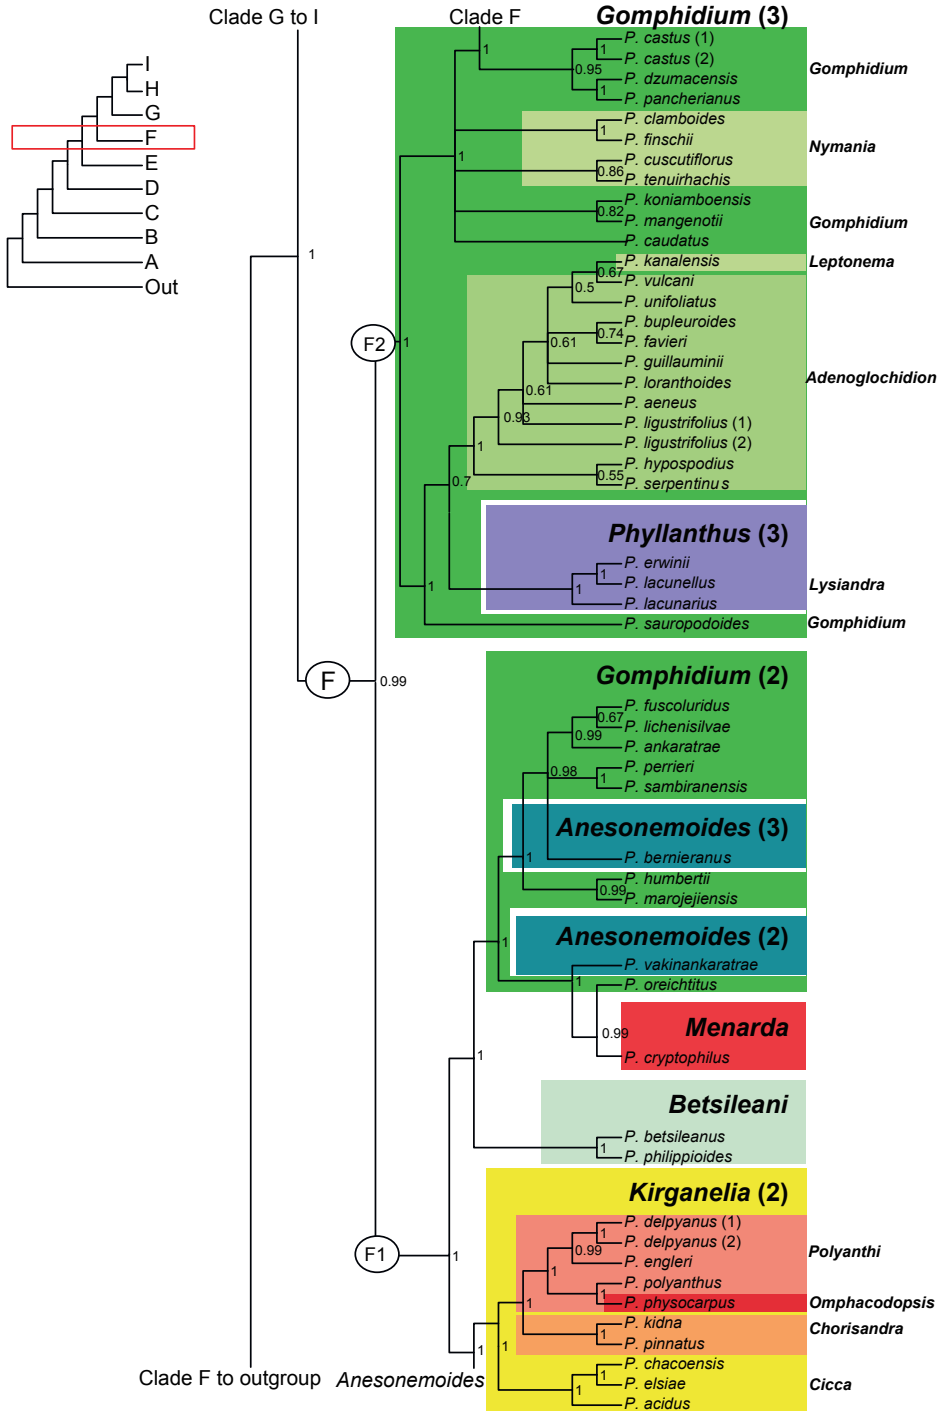 Clade G to I
Clade F
Gomphidium (3)
I
H
G
F
E
D
C
B
A
Out
1
P. castus (1)
1
P. castus (2)
0.95
P. dzumacensis
1
P. pancherianus
Gomphidium
P. clamboides
1
P. finschii
Nymania
1
P. cuscutiflorus
0.86
P. tenuirhachis
P. koniamboensis
0.82
P. mangenotii
Gomphidium
P. caudatus
1
P. kanalensis
Leptonema
0.67
P. vulcani
0.5
P. unifoliatus
P. bupleuroides
0.74
F2
1
0.61
P. favieri
P. guillauminii
P. loranthoides
Adenoglochidion
0.61
P. aeneus
0.93
P. ligustrifolius (1)
1
P. ligustrifolius (2)
P. hypospodius
0.7
0.55
P. serpentinus
Phyllanthus (3)
P. erwinii
1
1
1
P. lacunellus
Lysiandra
P. lacunarius
P. sauropodoides
Gomphidium
F
0.99
Gomphidium (2)
P. fuscoluridus
0.67
P. lichenisilvae
0.99
P. ankaratrae
0.98
P. perrieri
1
P. sambiranensis
Anesonemoides (3)
1
P. bernieranus
P. humbertii
0.99
P. marojejiensis
Anesonemoides (2)
1
P. vakinankaratrae
1
P. oreichtitus
Menarda
0.99
P. cryptophilus
1
Betsileani
P. betsileanus
1
P. philippioides
Kirganelia (2)
P. delpyanus (1)
1
P. delpyanus (2)
0.99
Polyanthi
F1
1
P. engleri
1
P. polyanthus
1
P. physocarpus
Omphacodopsis
P. kidna
Chorisandra
1
1
1
P. pinnatus
1
P. chacoensis
1
Clade F to outgroup
Anesonemoides
1
P. elsiae
Cicca
P. acidus